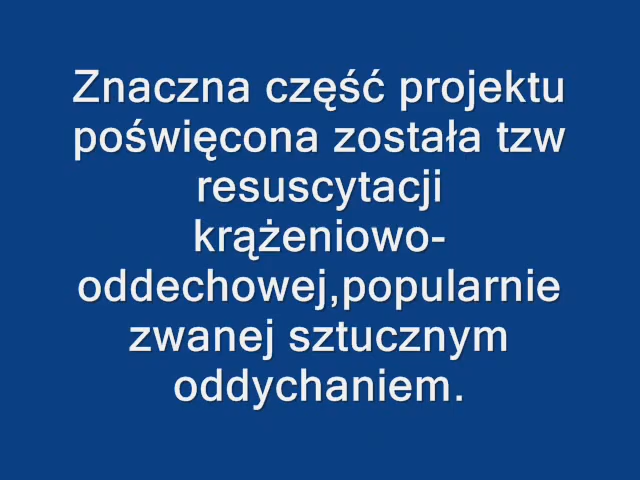 Znaczna część projektu
poświęcona została tzw
resuscytacji
krążeniowo-
oddechowej,popularnie
zwanej sztucznym
oddychaniem.